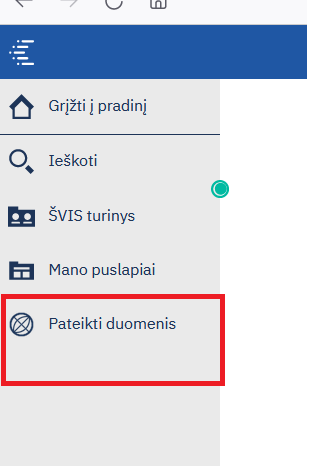 Grįžti į pradinį
Ieškoti
ŠVIS turinys
Mano puslapiai
Pateikti duomenis